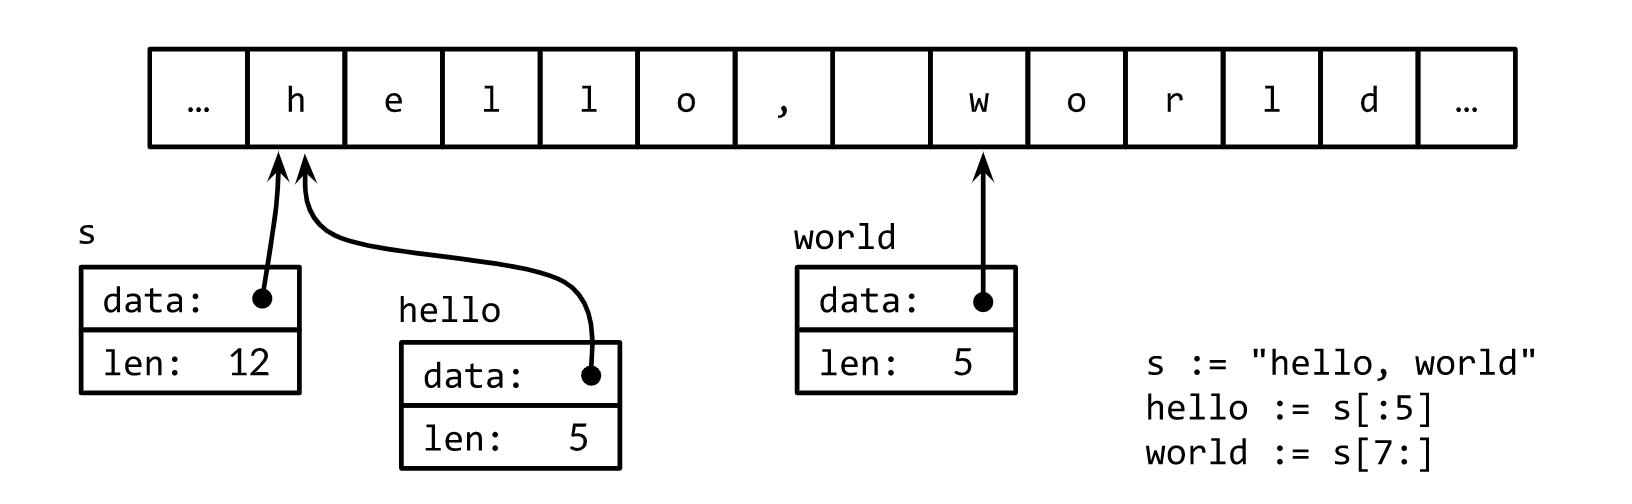 … h e l l o , w o r l d …
s
data:
len: 12
hello
data:
len: 5
world
data:
len: 5
s := "hello, world"
hello := s[:5]
world := s[7:]